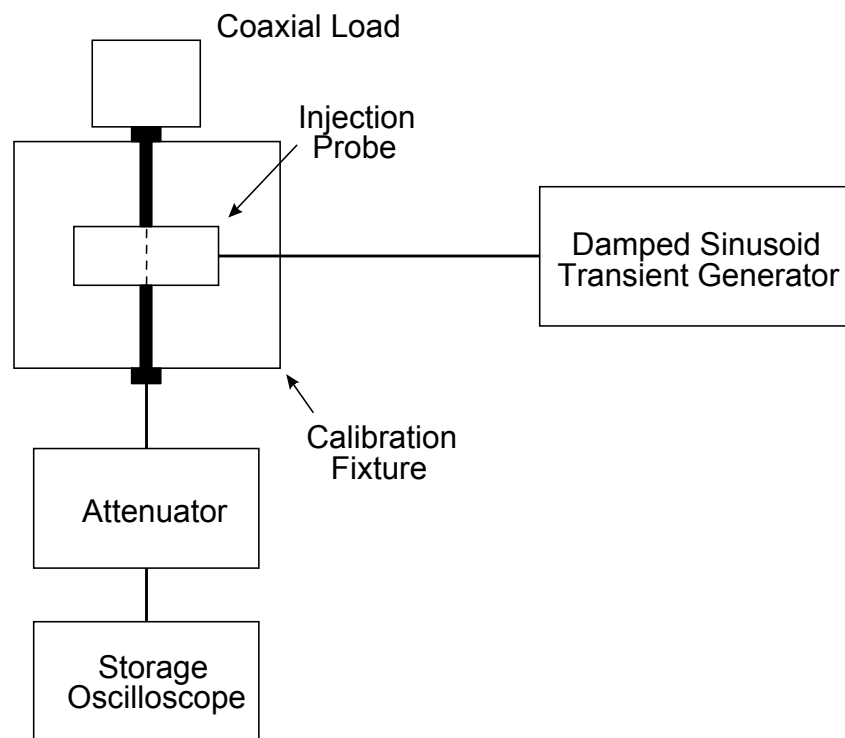 Coaxial Load
Injection
Probe
Damped Sinusoid
Transient Generator
Calibration
Fixture
Attenuator
Storage
Oscilloscope